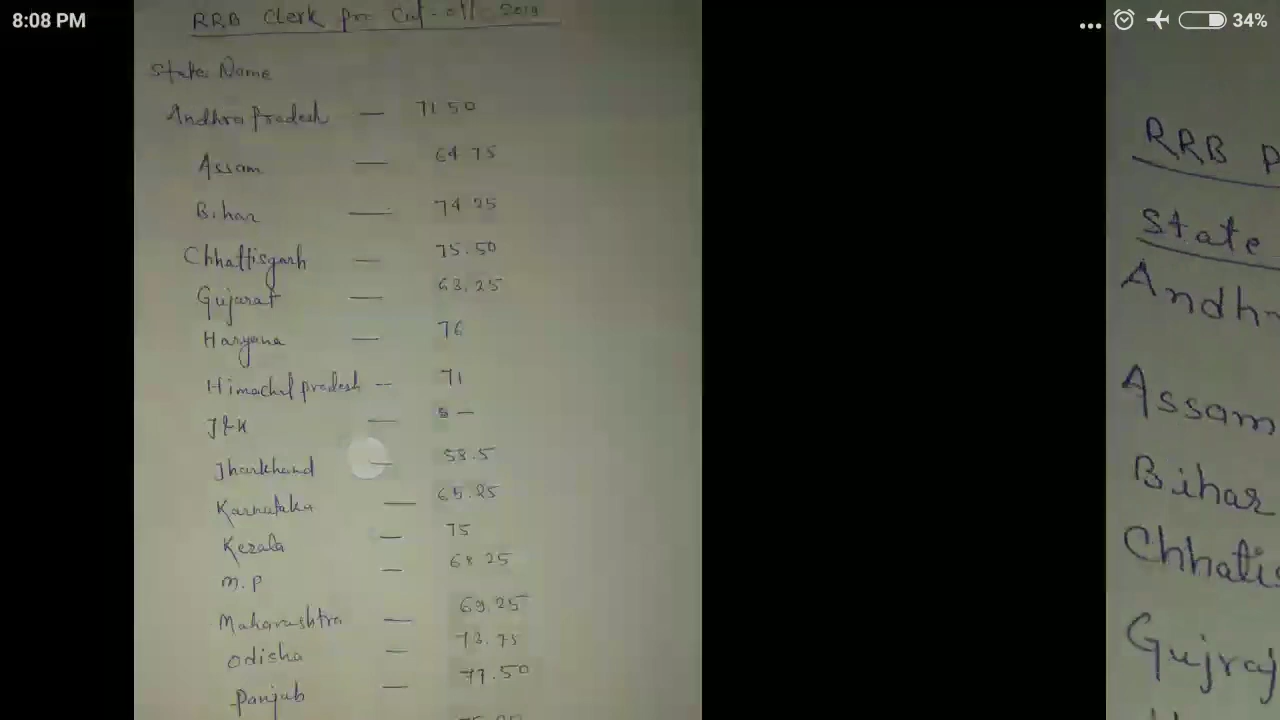 8:08 PM
... 34%
RRB Clerk pre Cut-off 2019
State Name
Andhra Pradesh — 71.50
Assam — 64.75
Bihar — 74.25
Chhattisgarh — 75.50
Gujarat — 63.25
Haryana — 76
Himachal pradesh -- 71
J&K — —
Jharkhand — 58.5
Karnataka — 65.25
Kerala — 75
M.P — 68.25
Maharashtra — 69.25
Odisha — 73.75
Panjab — 77.50
RRB P
State
Andh
Assam
Bihar
Chhatis
Gujraj